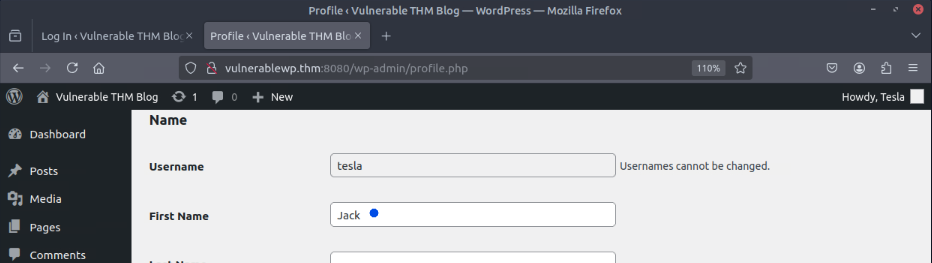 Profile ‹ Vulnerable THM Blog — WordPress — Mozilla Firefox
Log In ‹ Vulnerable THM Blog
Profile ‹ Vulnerable THM Blo
vulnerablewp.thm:8080/wp-admin/profile.php 110%
Vulnerable THM Blog 1 0 New Howdy, Tesla
Dashboard
Posts
Media
Pages
Comments
Name
Username tesla Usernames cannot be changed.
First Name Jack